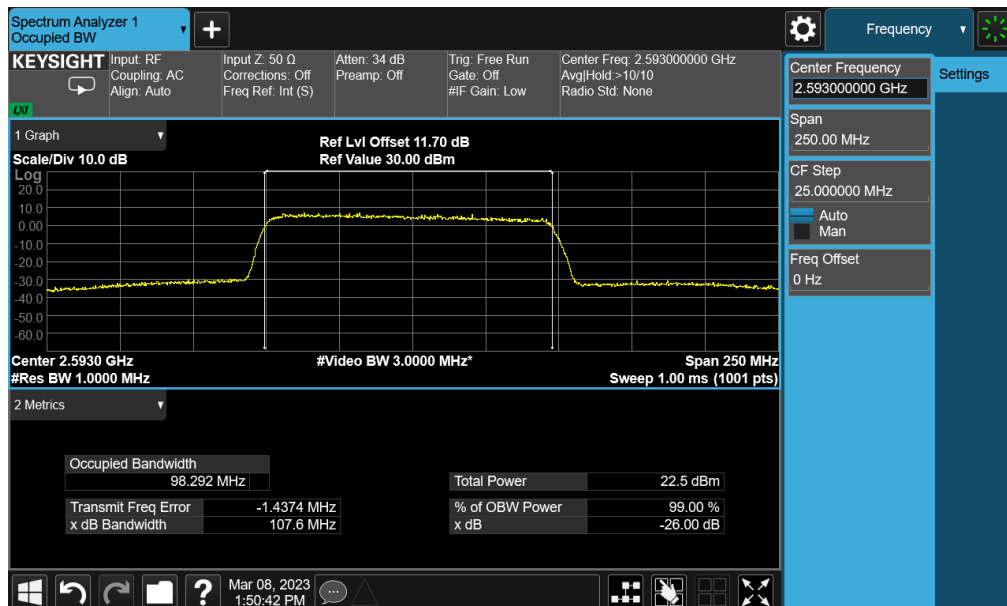 Spectrum Analyzer 1
Occupied BW
Frequency
KEYSIGHT
LXI
Input: RF
Coupling: AC
Align: Auto
Input Z: 50 Ω
Corrections: Off
Freq Ref: Int (S)
Atten: 34 dB
Preamp: Off
Trig: Free Run
Gate: Off
#IF Gain: Low
Center Freq: 2.593000000 GHz
Avg|Hold:>10/10
Radio Std: None
Center Frequency
2.593000000 GHz
Settings
Span
250.00 MHz
CF Step
25.000000 MHz
Auto
Man
Freq Offset
0 Hz
1 Graph
Scale/Div 10.0 dB
Ref Lvl Offset 11.70 dB
Ref Value 30.00 dBm
Log
20.0
10.0
0.00
-10.0
-20.0
-30.0
-40.0
-50.0
-60.0
Center 2.5930 GHz
#Res BW 1.0000 MHz
#Video BW 3.0000 MHz*
Span 250 MHz
Sweep 1.00 ms (1001 pts)
2 Metrics
Occupied Bandwidth
98.292 MHz
Transmit Freq Error -1.4374 MHz
x dB Bandwidth 107.6 MHz
Total Power 22.5 dBm
% of OBW Power 99.00 %
x dB -26.00 dB
?
Mar 08, 2023
1:50:42 PM